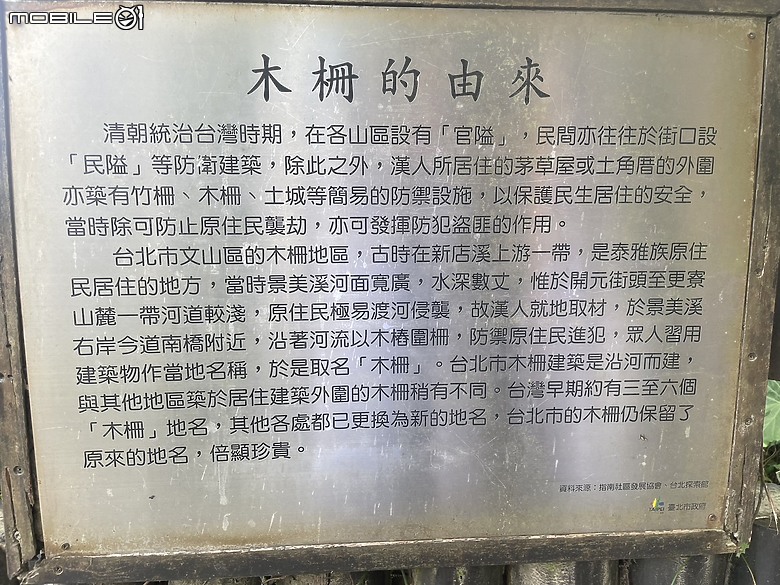 MOBILE01
木柵的由來
清朝統治台灣時期，在各山區設有「官隘」，民間亦往往於街口設
「民隘」等防衛建築，除此之外，漢人所居住的茅草屋或土角厝的外圍
亦築有竹柵、木柵、土城等簡易的防禦設施，以保護民生居住的安全，
當時除可防止原住民襲劫，亦可發揮防犯盜匪的作用。
台北市文山區的木柵地區，古時在新店溪上游一帶，是泰雅族原住
民居住的地方，當時景美溪河面寬廣，水深數丈，惟於開元街頭至更寮
山麓一帶河道較淺，原住民極易渡河侵襲，故漢人就地取材，於景美溪
右岸今道南橋附近，沿著河流以木樁圍柵，防禦原住民進犯，眾人習用
建築物作當地名稱，於是取名「木柵」。台北市木柵建築是沿河而建，
與其他地區築於居住建築外圍的木柵稍有不同。台灣早期約有三至六個
「木柵」地名，其他各處都已更換為新的地名，台北市的木柵仍保留了
原來的地名，倍顯珍貴。
資料來源：指南社區發展協會、台北探索館
TAIPEI 臺北市政府